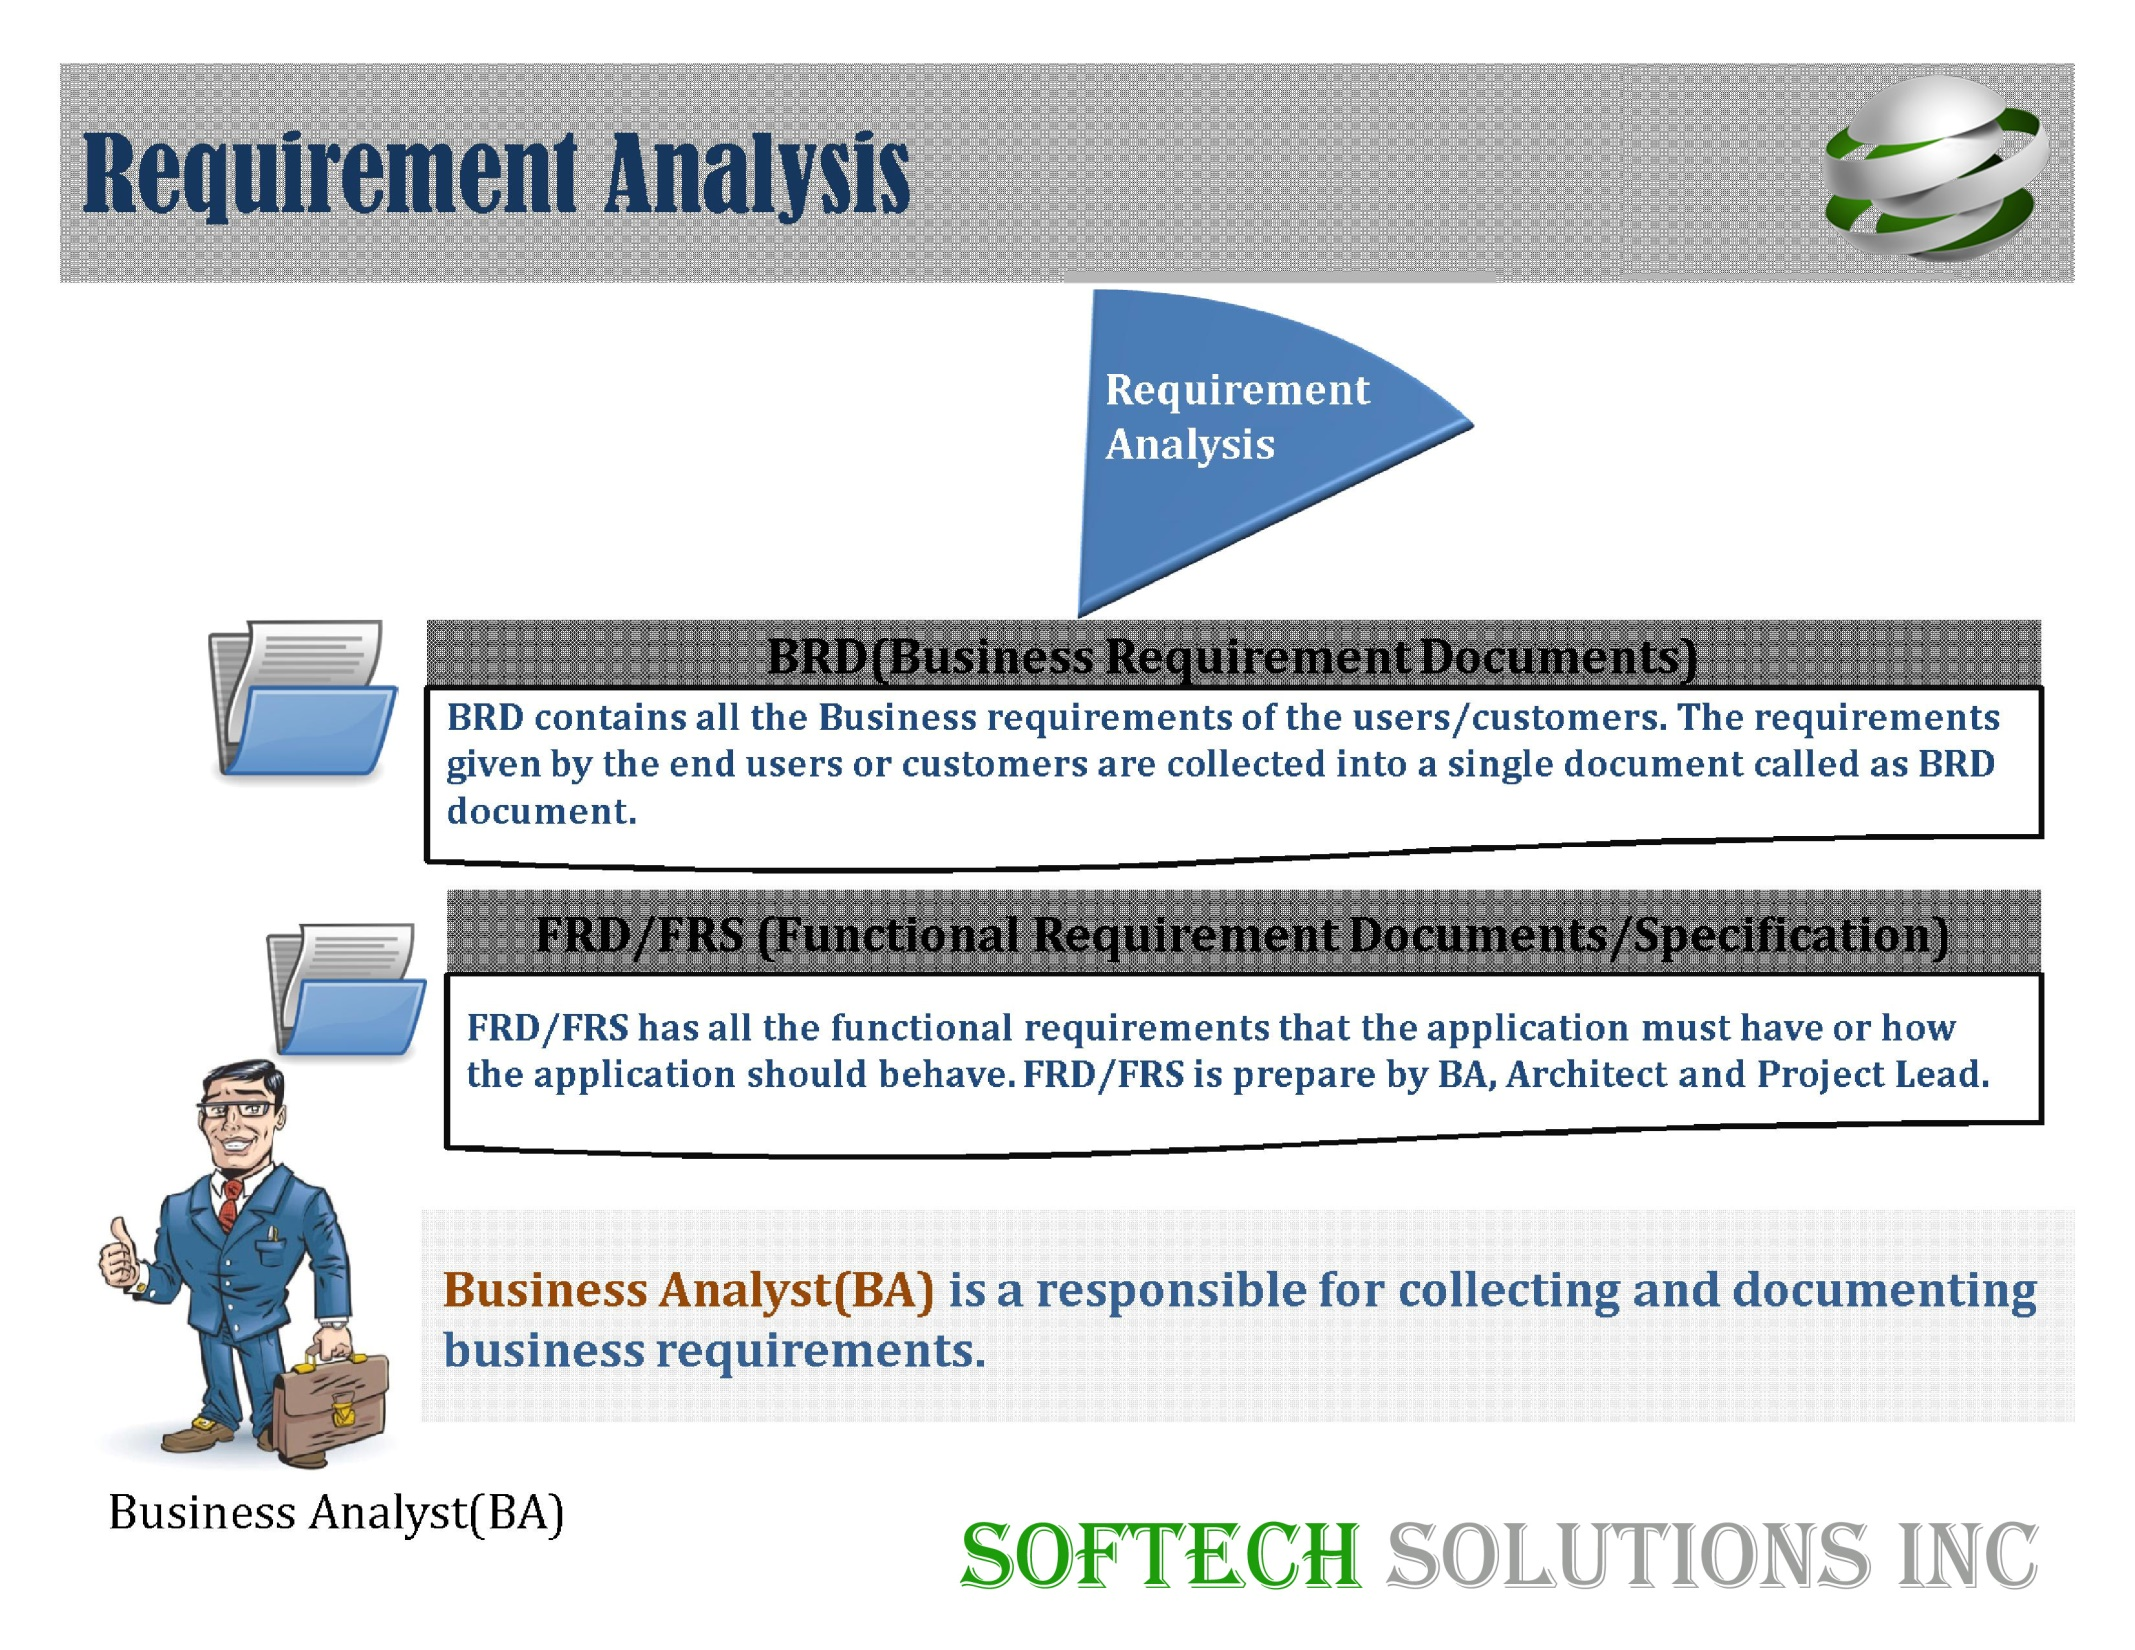 Requirement Analysis
Requirement
Analysis
BRD(Business Requirement Documents)
BRD contains all the Business requirements of the users/customers. The requirements
given by the end users or customers are collected into a single document called as BRD
document.
FRD/FRS (Functional Requirement Documents/Specification)
FRD/FRS has all the functional requirements that the application must have or how
the application should behave. FRD/FRS is prepare by BA, Architect and Project Lead.
Business Analyst(BA) is a responsible for collecting and documenting
business requirements.
Business Analyst(BA)
SOFTECH SOLUTIONS INC